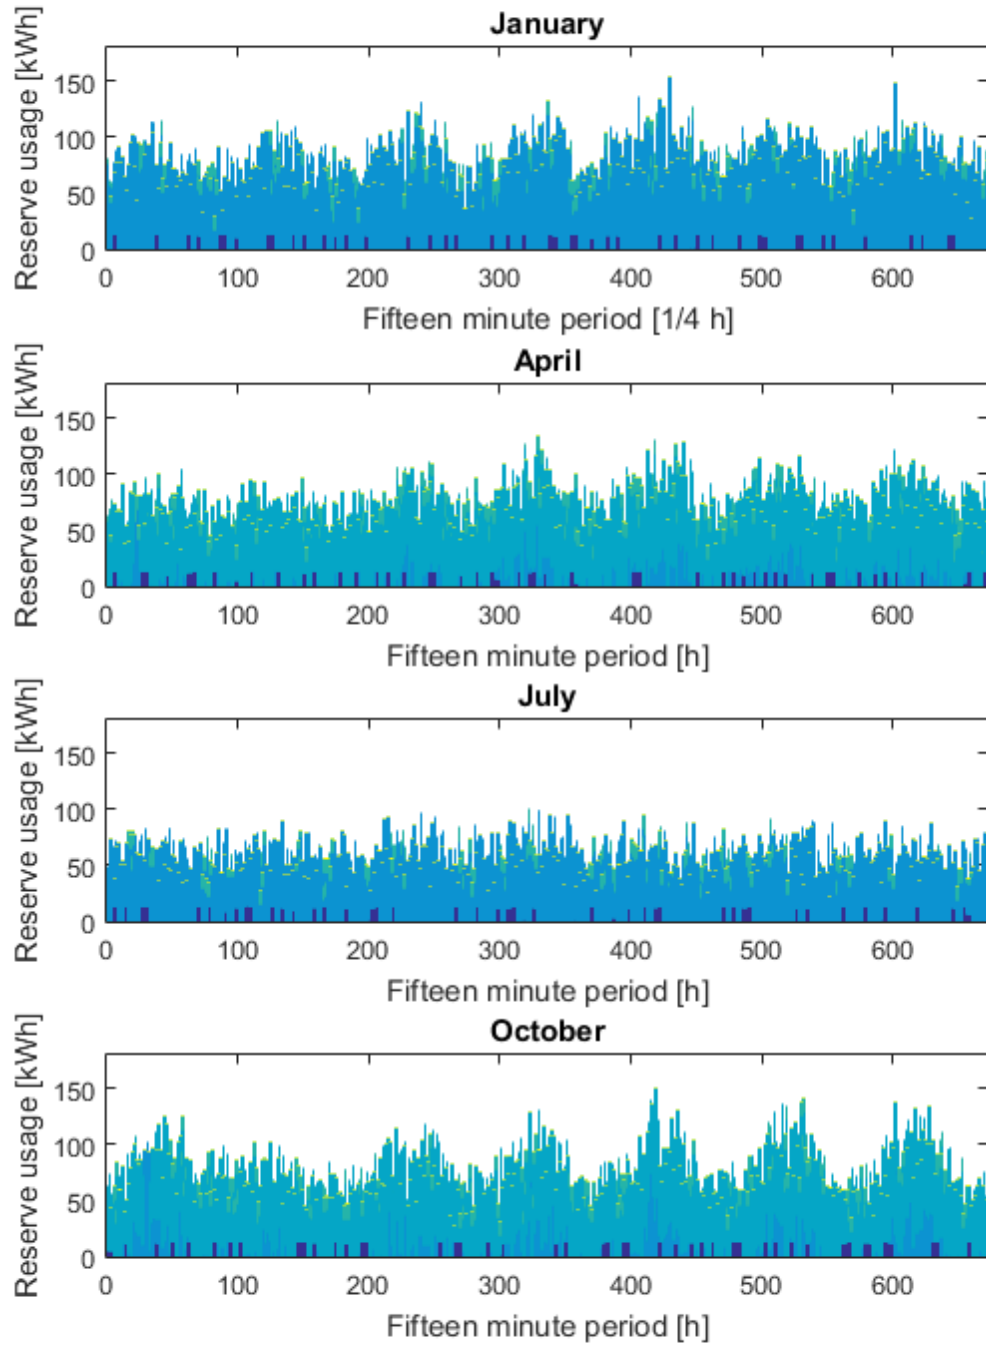 January
Reserve usage [kWh]
150
100
50
0
0 100 200 300 400 500 600
Fifteen minute period [1/4 h]
April
Reserve usage [kWh]
150
100
50
0
0 100 200 300 400 500 600
Fifteen minute period [h]
July
Reserve usage [kWh]
150
100
50
0
0 100 200 300 400 500 600
Fifteen minute period [h]
October
Reserve usage [kWh]
150
100
50
0
0 100 200 300 400 500 600
Fifteen minute period [h]